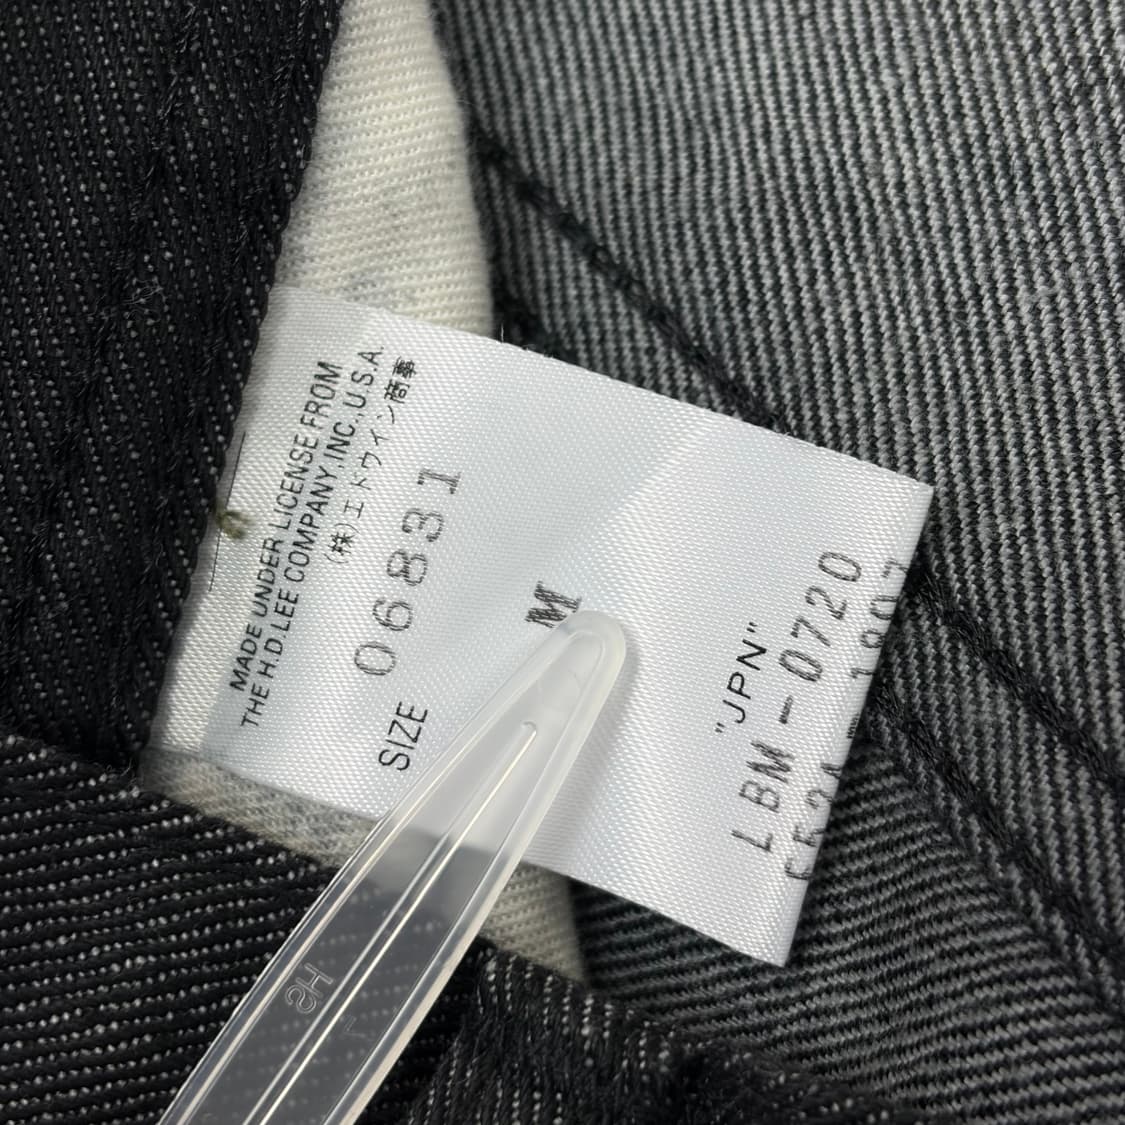 MADE UNDER LICENSE FROM
THE H.D.LEE COMPANY,INC.,U.S.A.
(株)エドウイン商事
06831
SIZE
M
"JPN"
LBM-0720
HS